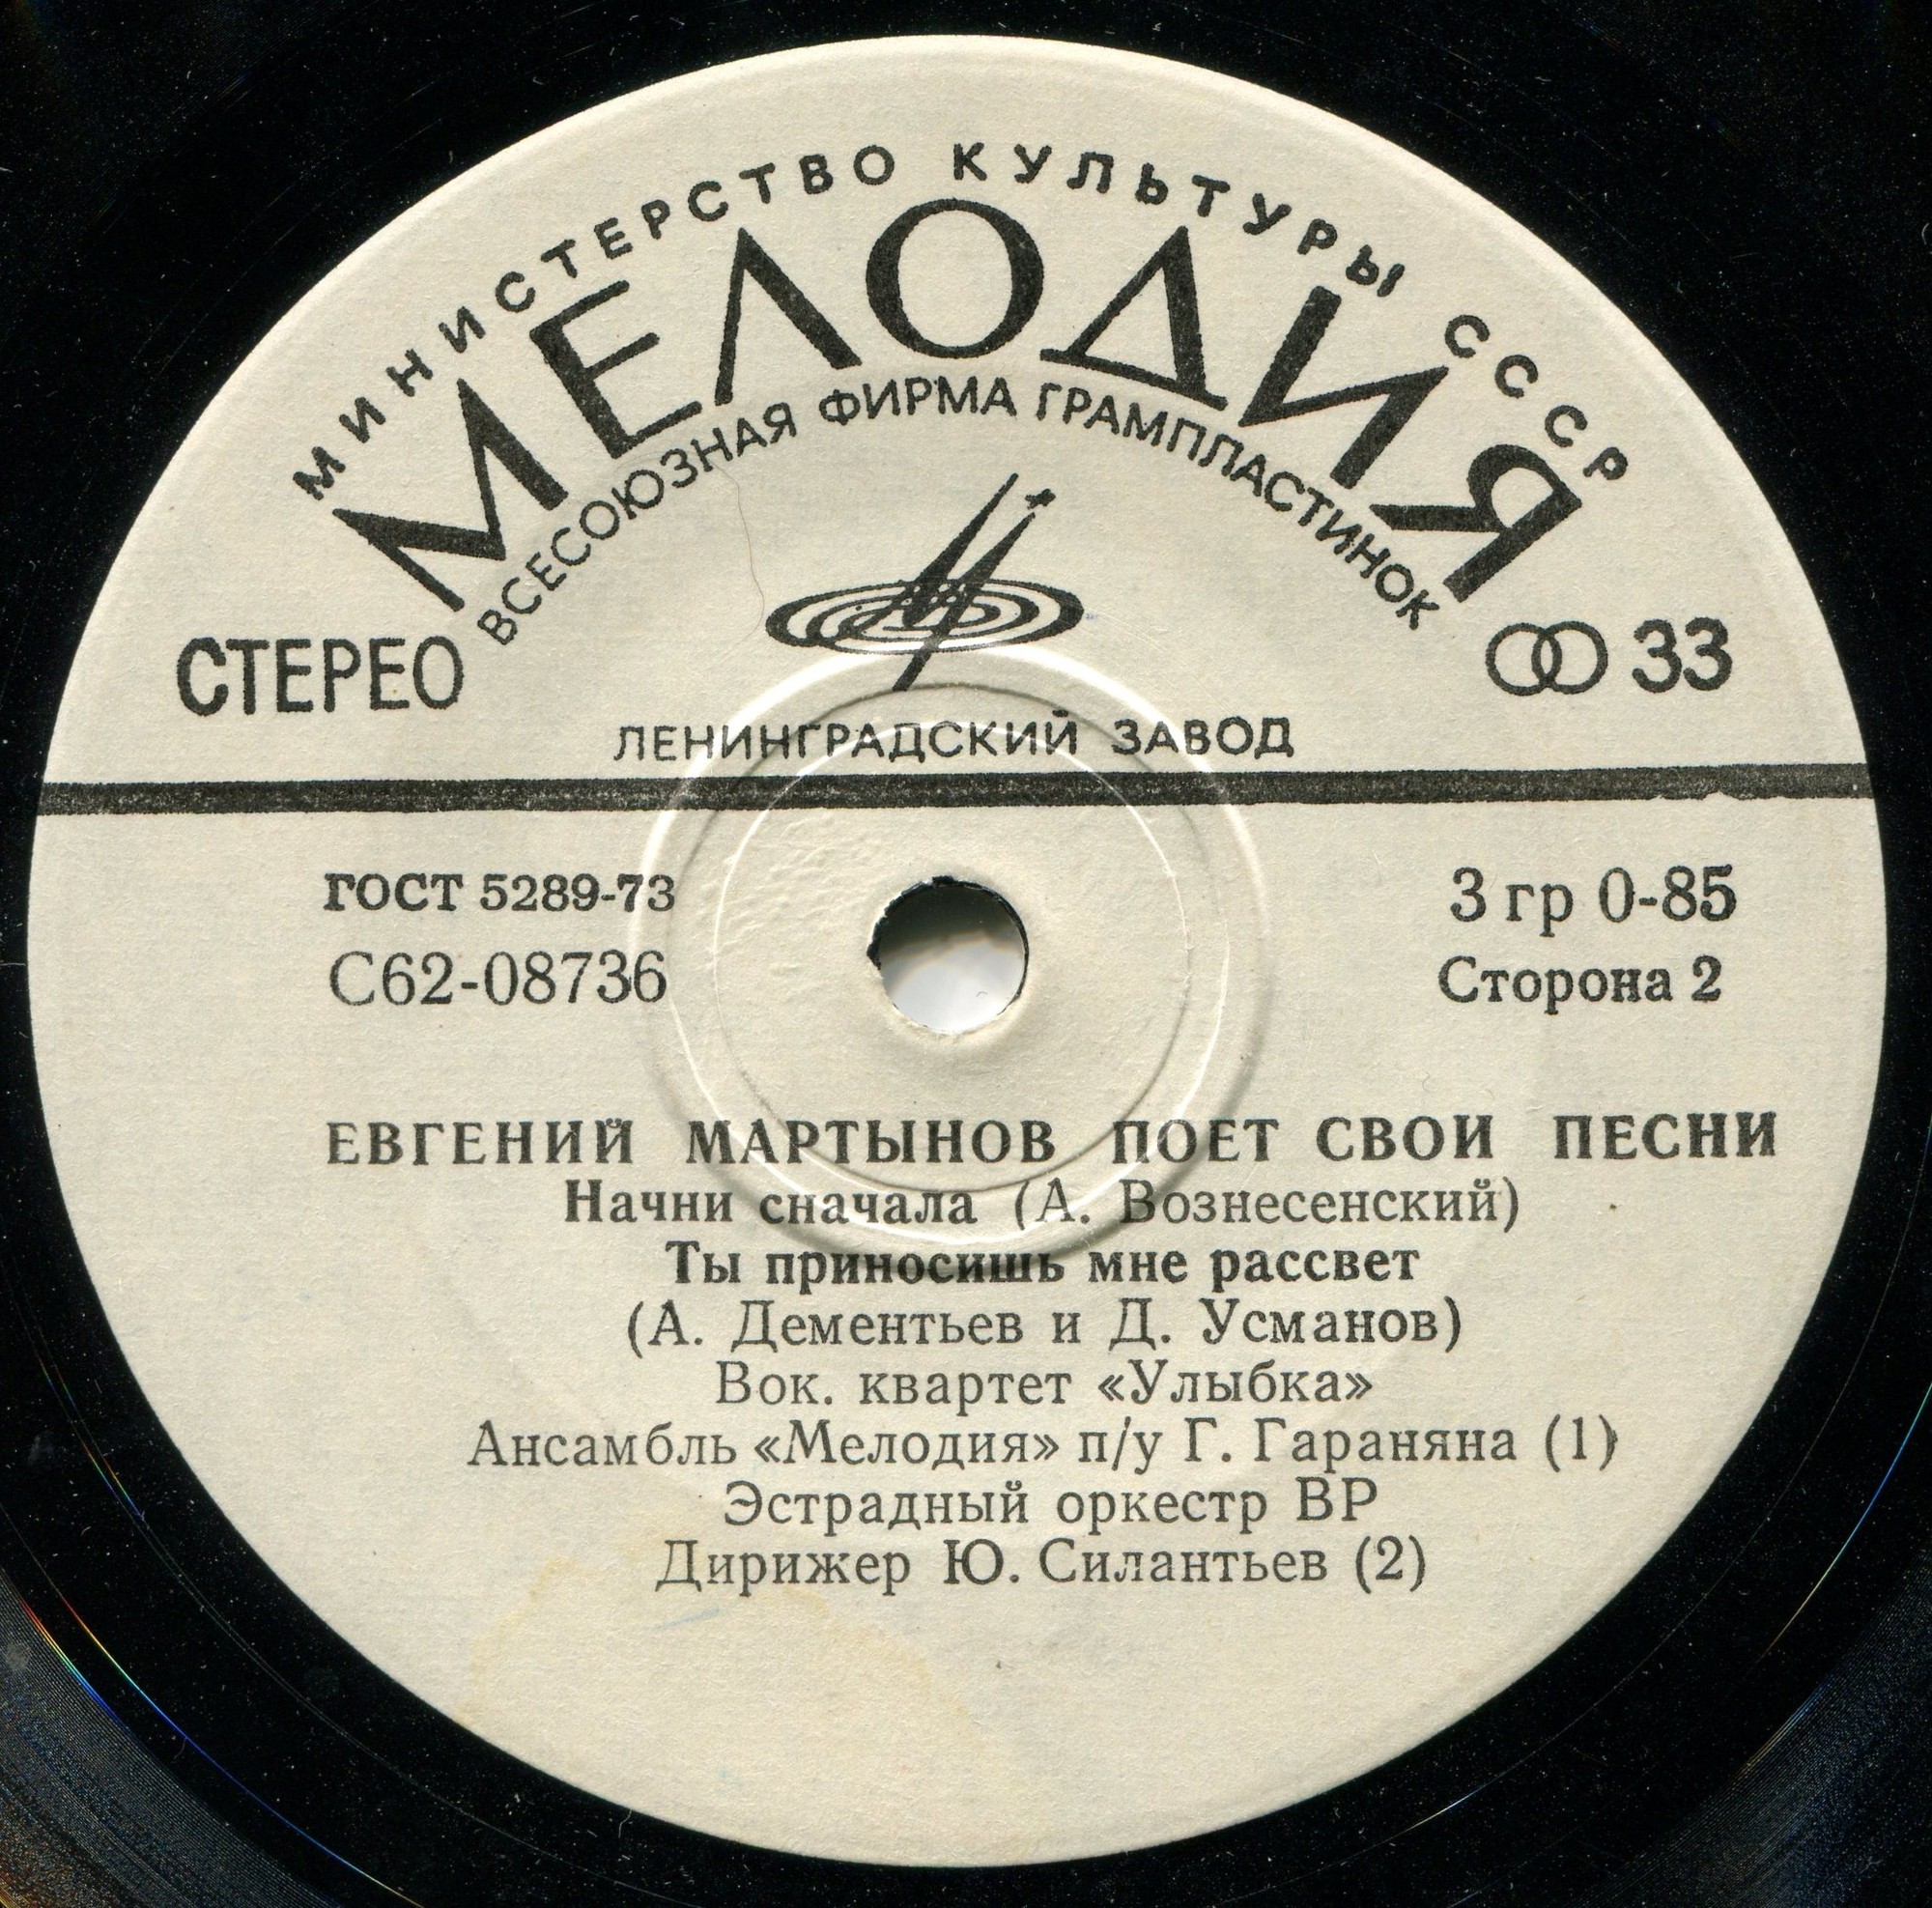 МИНИСТЕРСТВО КУЛЬТУРЫ СССР
МЕЛОДИЯ
ВСЕСОЮЗНАЯ ФИРМА ГРАМПЛАСТИНОК
СТЕРЕО
33
ЛЕНИНГРАДСКИЙ ЗАВОД
ГОСТ 5289-73
3 гр 0-85
С62-08736
Сторона 2
ЕВГЕНИЙ МАРТЫНОВ ПОЕТ СВОИ ПЕСНИ
Начни сначала (А. Вознесенский)
Ты приносишь мне рассвет
(А. Дементьев и Д. Усманов)
Вок. квартет «Улыбка»
Ансамбль «Мелодия» п/у Г. Гараняна (1)
Эстрадный оркестр ВР
Дирижер Ю. Силантьев (2)